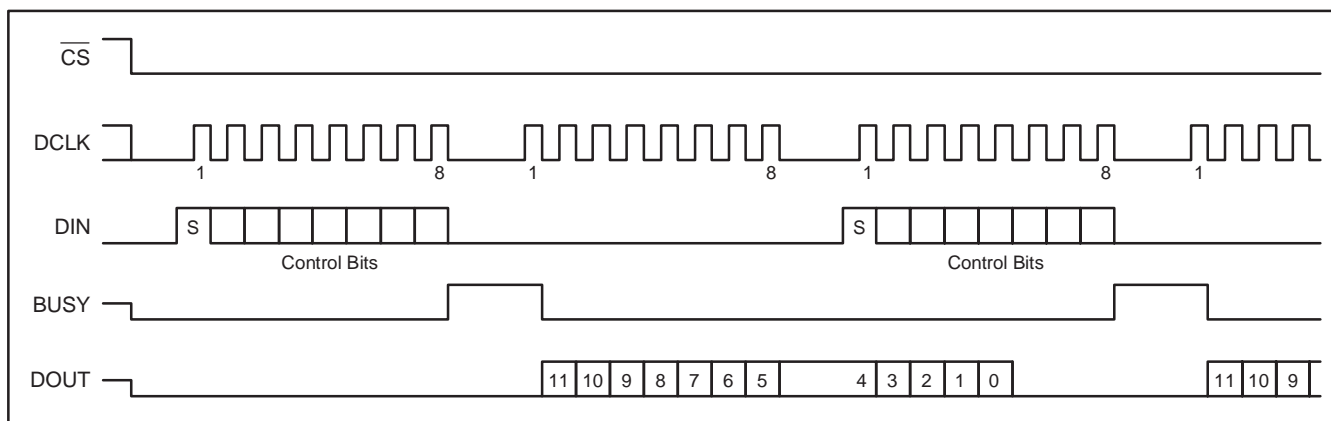 CS
DCLK
1 8 1 8 1 8 1
DIN
S S
Control Bits Control Bits
BUSY
DOUT
11 10 9 8 7 6 5 4 3 2 1 0 11 10 9